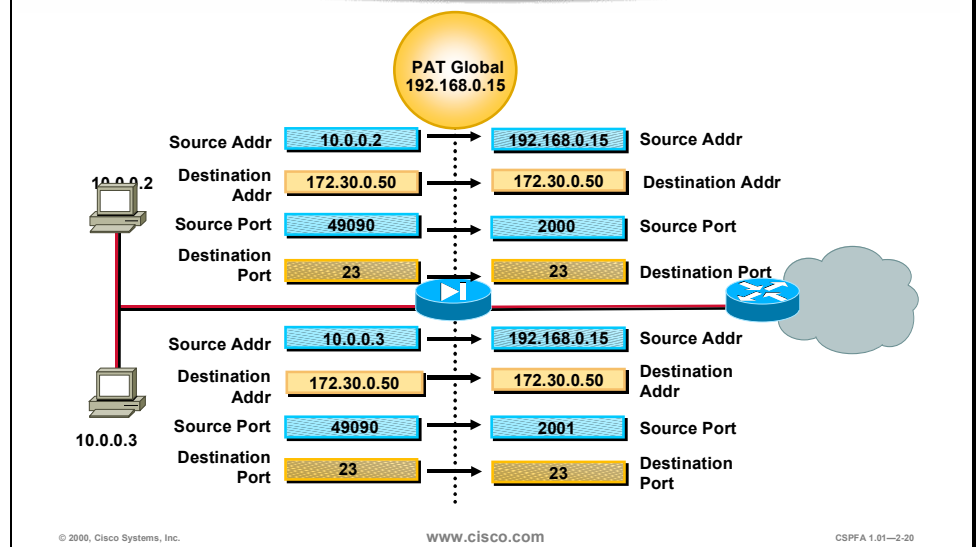 PAT Global
192.168.0.15
Source Addr 10.0.0.2 192.168.0.15 Source Addr
10.0.0.2
Destination
Addr 172.30.0.50 172.30.0.50 Destination Addr
Source Port 49090 2000 Source Port
Destination
Port 23 23 Destination Port
Source Addr 10.0.0.3 192.168.0.15 Source Addr
Destination
Addr 172.30.0.50 172.30.0.50 Destination
Addr
10.0.0.3
Source Port 49090 2001 Source Port
Destination
Port 23 23 Destination
Port
© 2000, Cisco Systems, Inc. www.cisco.com CSPFA 1.01—2-20